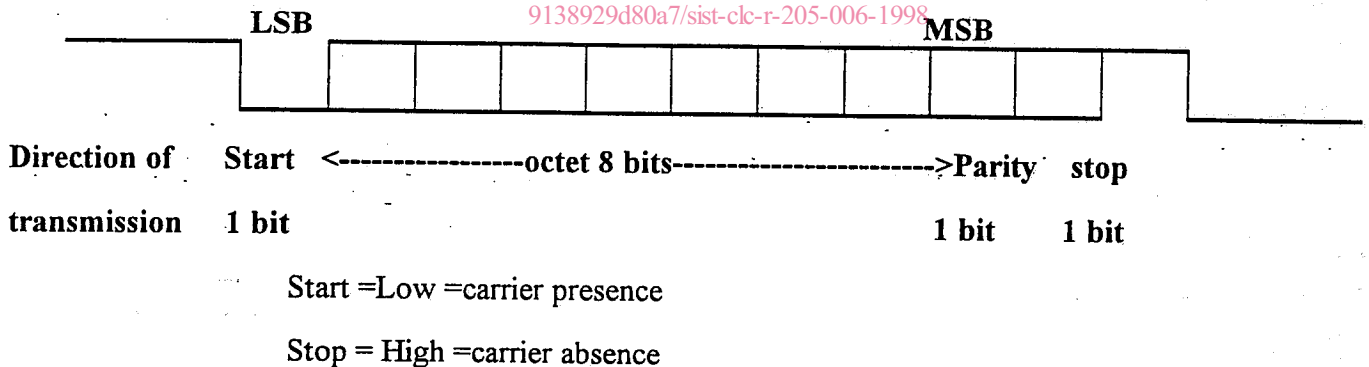 9138929d80a7/sist-clc-r-205-006-1998
LSB MSB
Direction of Start <-----------------octet 8 bits--------------------------->Parity stop
transmission 1 bit 1 bit 1 bit
Start =Low =carrier presence
Stop = High =carrier absence